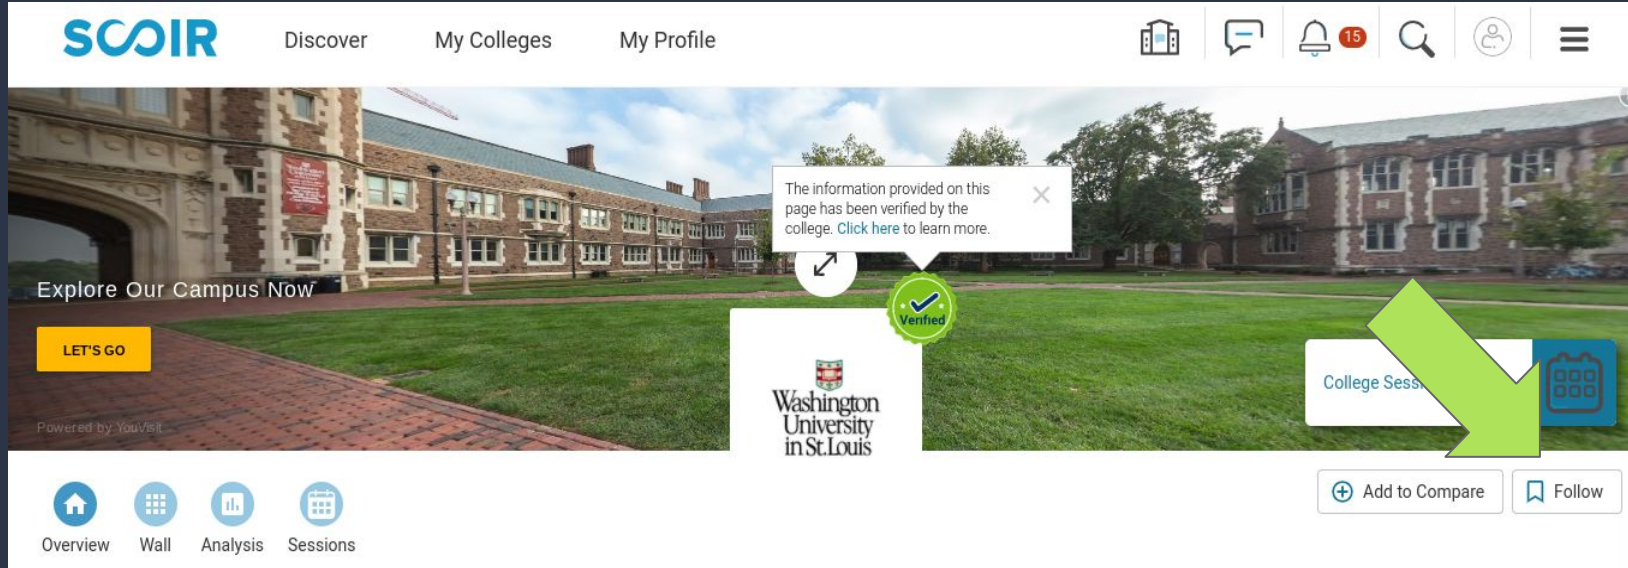 SCOIR
Discover
My Colleges
My Profile
15
The information provided on this
page has been verified by the
college. Click here to learn more.
Explore Our Campus Now
Verified
LET'S GO
College Sess
Powered by YouVisit
Washington
University
in St. Louis
Add to Compare
Follow
Overview
Wall
Analysis
Sessions